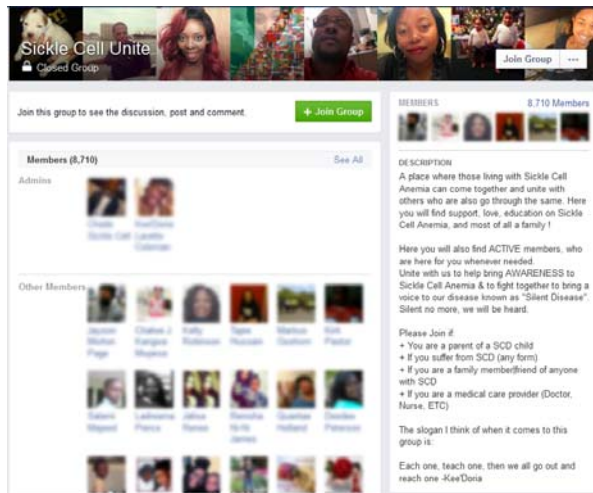 Sickle Cell Unite
Closed Group
Join Group
Join this group to see the discussion, post and comment.
+ Join Group
Members (8,710)
See All
Admins
Other Members
MEMBERS
8,710 Members
DESCRIPTION
A place where those living with Sickle Cell
Anemia can come together and unite with
others who are also go through the same. Here
you will find support, love, education on Sickle
Cell Anemia, and most of all a family !
Here you will also find ACTIVE members, who
are here for you whenever needed.
Unite with us to help bring AWARENESS to
Sickle Cell Anemia & to fight together to bring a
voice to our disease known as "Silent Disease".
Silent no more, we will be heard.
Please Join if:
+ You are a parent of a SCD child
+ If you suffer from SCD (any form)
+ If you are a family member|friend of anyone
with SCD
+ If you are a medical care provider (Doctor,
Nurse, ETC)
The slogan I think of when it comes to this
group is:
Each one, teach one, then we all go out and
reach one -Kee'Doria